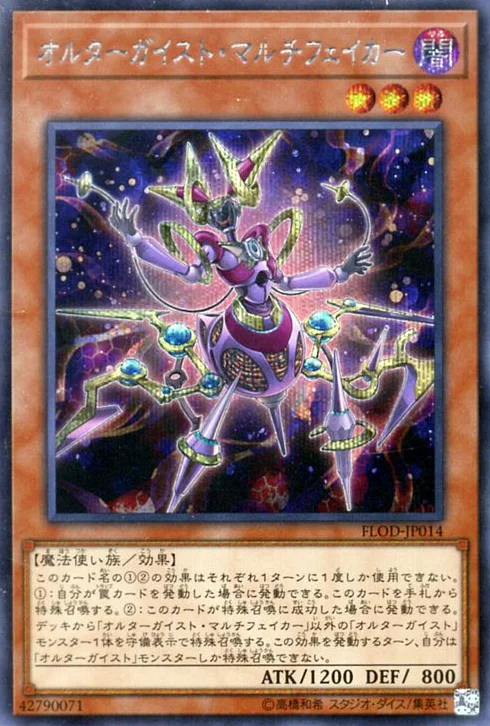 オルターガイスト・マルチフェイカー
闇
FLOD-JP014
【魔法使い族／効果】
このカード名の①②の効果はそれぞれ1ターンに1度しか使用できない。
①：自分が罠カードを発動した場合に発動できる。このカードを手札から
特殊召喚する。②：このカードが特殊召喚に成功した場合に発動できる。
デッキから「オルターガイスト・マルチフェイカー」以外の「オルターガイスト」
モンスター1体を守備表示で特殊召喚する。この効果を発動するターン、自分は
「オルターガイスト」モンスターしか特殊召喚できない。
ATK/1200 DEF/ 800
42790071
©高橋和希 スタジオ・ダイス/集英社